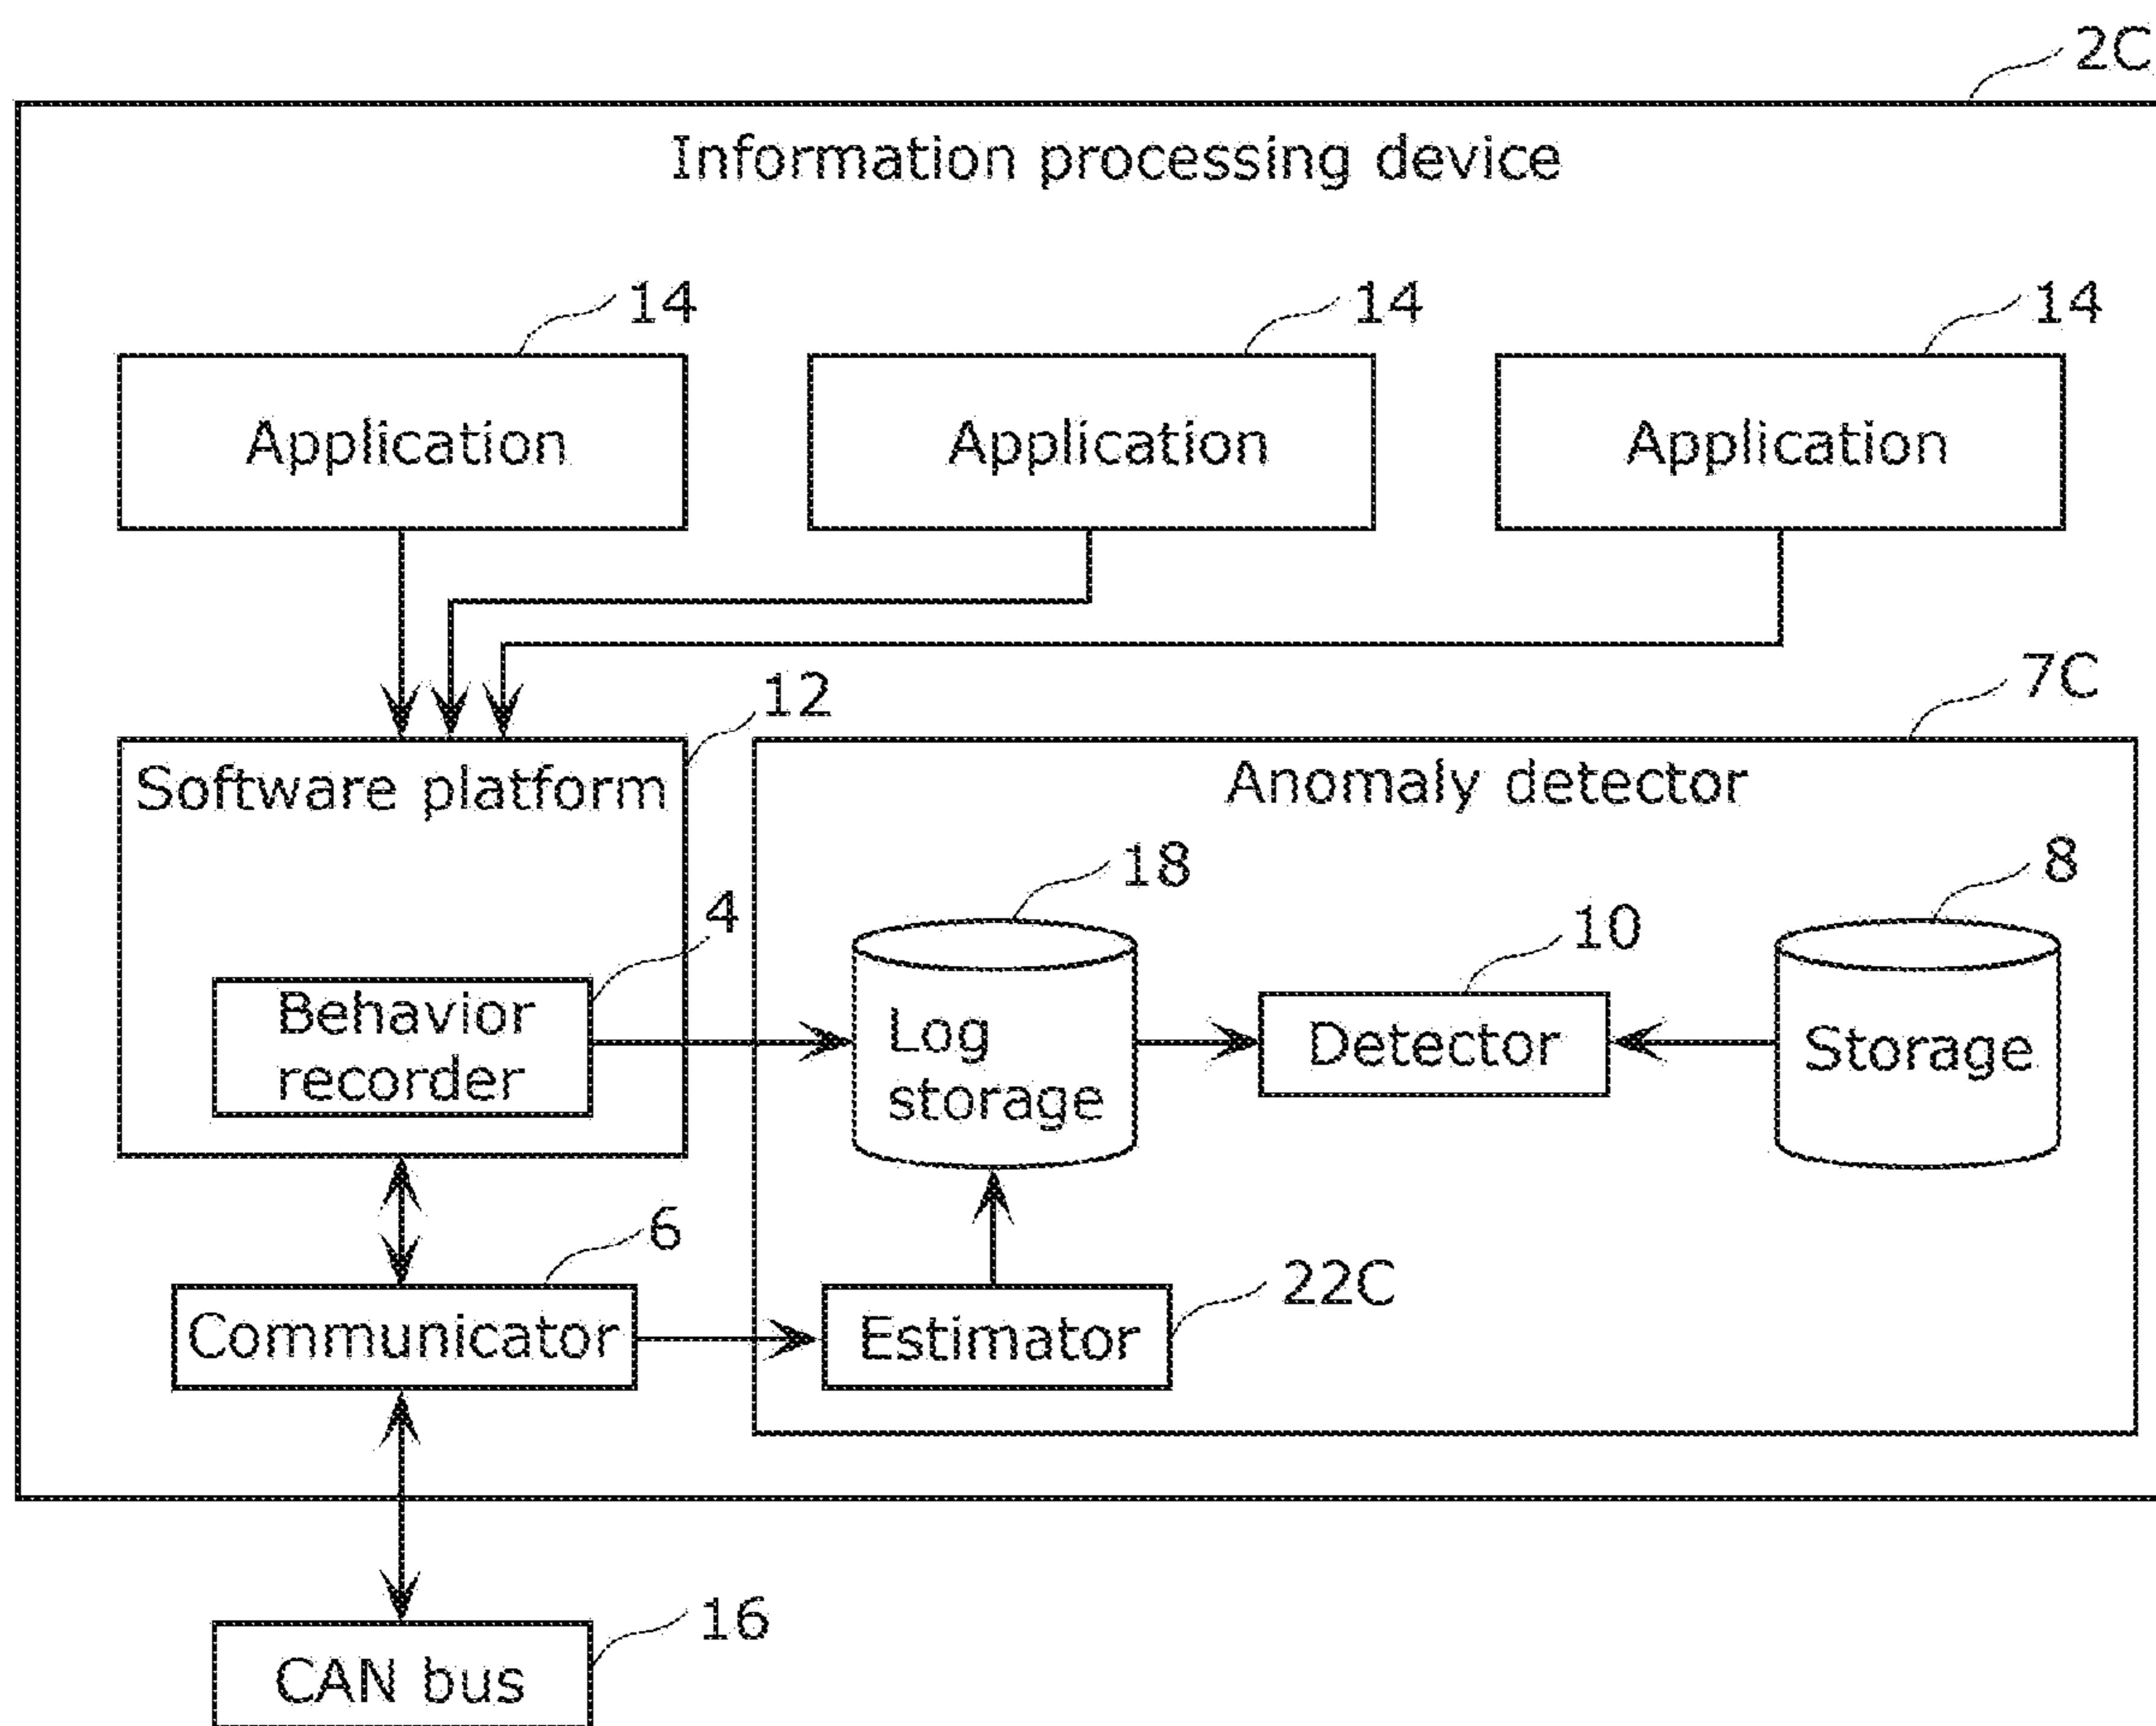 2C
Information processing device
14
14
14
Application
Application
Application
12
7C
Software platform
Anomaly detector
18
8
4
10
Behavior
recorder
Log
storage
Detector
Storage
6
22C
Communicator
Estimator
16
CAN bus